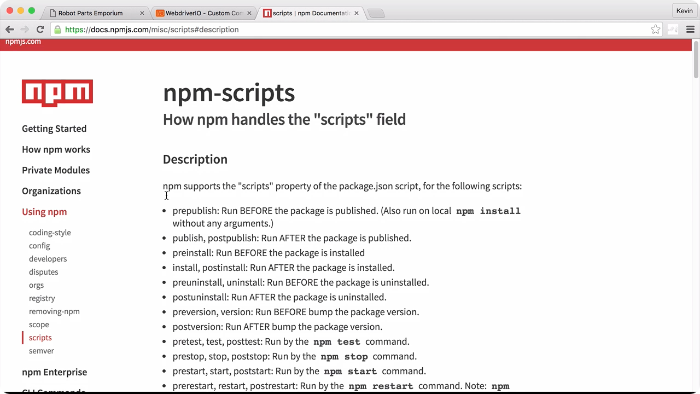 Robot Parts Emporium
WebdriverIO – Custom Con
scripts | npm Documentatio
Kevin
https://docs.npmjs.com/misc/scripts#description
npmjs.com
npm
npm-scripts
How npm handles the "scripts" field
Getting Started
How npm works
Private Modules
Organizations
Using npm
coding-style
config
developers
disputes
orgs
registry
removing-npm
scope
scripts
semver
npm Enterprise
CLI Commands
Description
npm supports the "scripts" property of the package.json script, for the following scripts:
• prepublish: Run BEFORE the package is published. (Also run on local npm install
without any arguments.)
• publish, postpublish: Run AFTER the package is published.
• preinstall: Run BEFORE the package is installed
• install, postinstall: Run AFTER the package is installed.
• preuninstall, uninstall: Run BEFORE the package is uninstalled.
• postuninstall: Run AFTER the package is uninstalled.
• preversion, version: Run BEFORE bump the package version.
• postversion: Run AFTER bump the package version.
• pretest, test, posttest: Run by the npm test command.
• prestop, stop, poststop: Run by the npm stop command.
• prestart, start, poststart: Run by the npm start command.
• prerestart, restart, postrestart: Run by the npm restart command. Note: npm